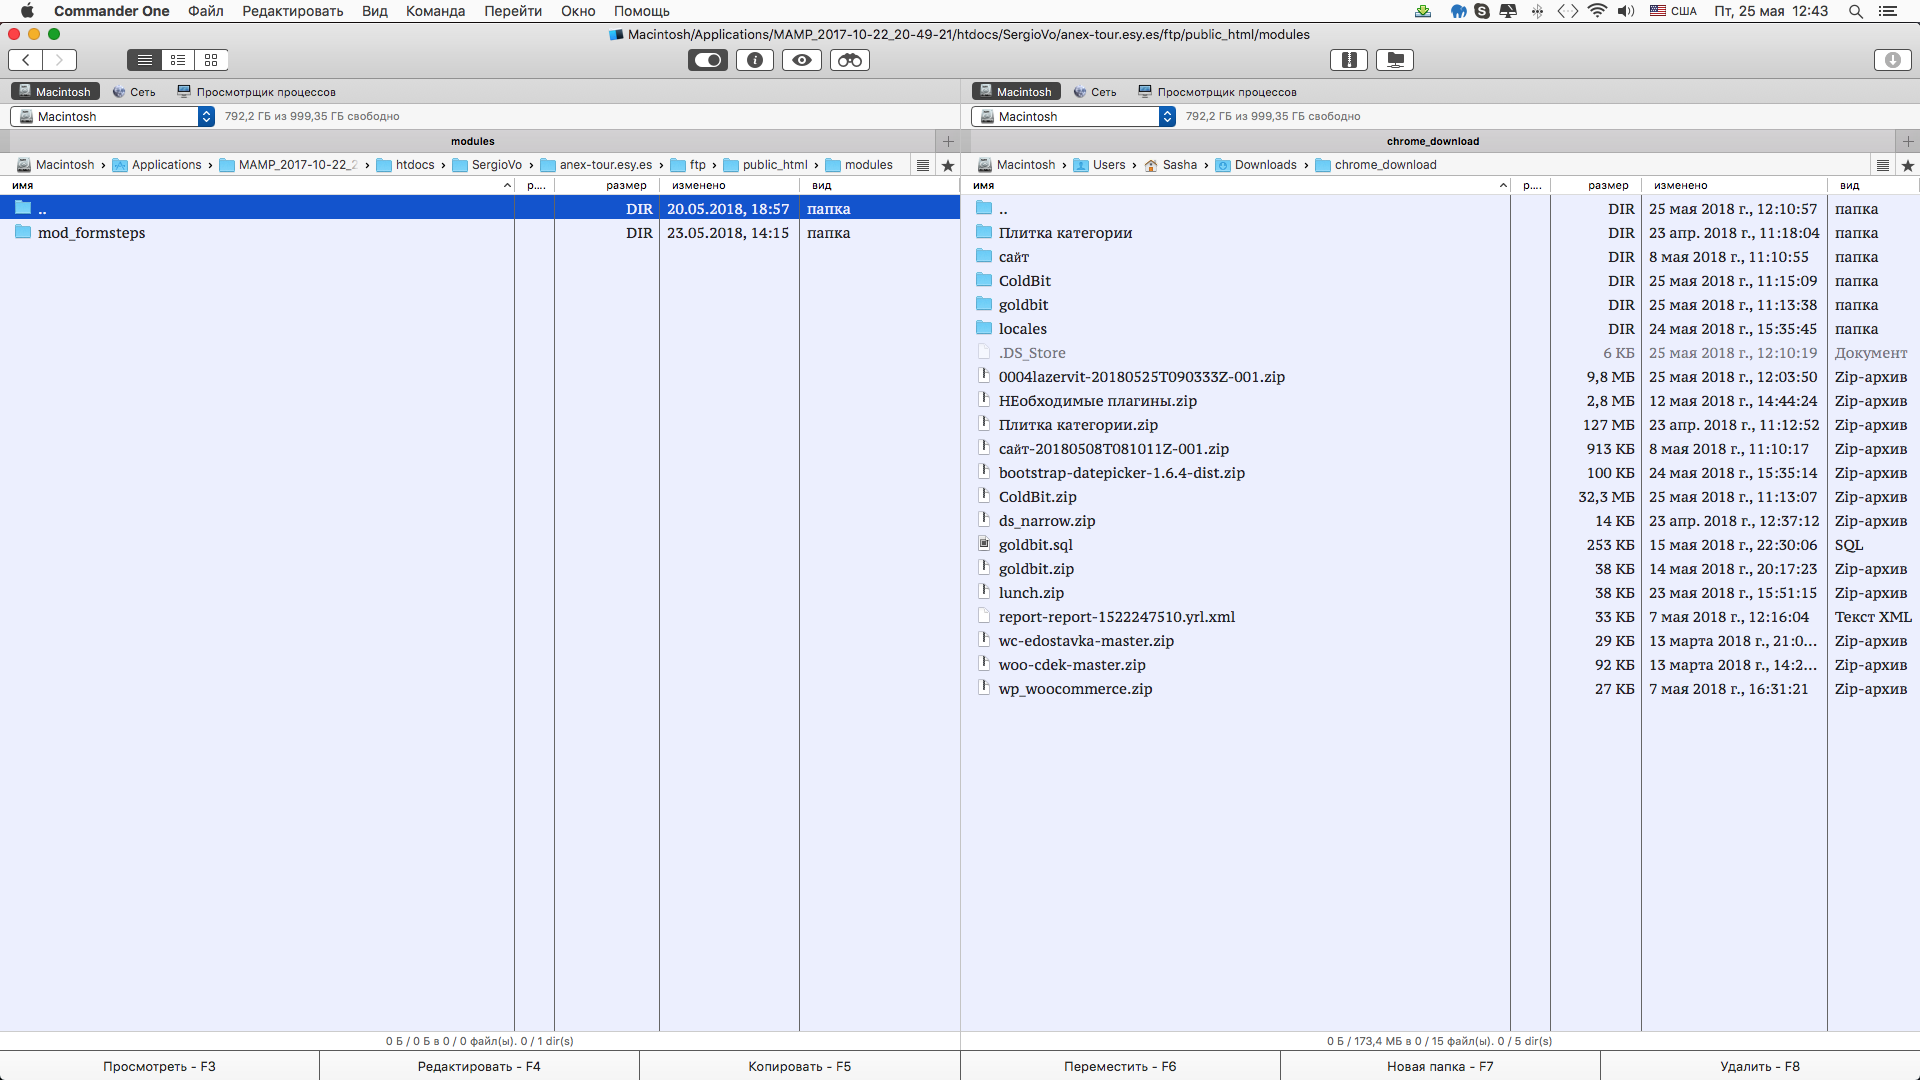 Commander One Файл Редактировать Вид Команда Перейти Окно Помощь США Пт, 25 мая 12:43
Macintosh/Applications/MAMP_2017-10-22_20-49-21/htdocs/SergioVo/anex-tour.esy.es/ftp/public_html/modules
Macintosh Сеть Просмотрщик процессов
Macintosh 792,2 ГБ из 999,35 ГБ свободно
modules
Macintosh › Applications › MAMP_2017-10-22_2 › htdocs › SergioVo › anex-tour.esy.es › ftp › public_html › modules
имя р.... размер изменено вид
.. DIR 20.05.2018, 18:57 папка
mod_formsteps DIR 23.05.2018, 14:15 папка
0 Б / 0 Б в 0 / 0 файл(ы). 0 / 1 dir(s)
Macintosh Сеть Просмотрщик процессов
Macintosh 792,2 ГБ из 999,35 ГБ свободно
chrome_download
Macintosh › Users › Sasha › Downloads › chrome_download
имя р.... размер изменено вид
.. DIR 25 мая 2018 г., 12:10:57 папка
Плитка категории DIR 23 апр. 2018 г., 11:18:04 папка
сайт DIR 8 мая 2018 г., 11:10:55 папка
ColdBit DIR 25 мая 2018 г., 11:15:09 папка
goldbit DIR 25 мая 2018 г., 11:13:38 папка
locales DIR 24 мая 2018 г., 15:35:45 папка
.DS_Store 6 КБ 25 мая 2018 г., 12:10:19 Документ
0004lazervit-20180525T090333Z-001.zip 9,8 МБ 25 мая 2018 г., 12:03:50 Zip-архив
НЕобходимые плагины.zip 2,8 МБ 12 мая 2018 г., 14:44:24 Zip-архив
Плитка категории.zip 127 МБ 23 апр. 2018 г., 11:12:52 Zip-архив
сайт-20180508T081011Z-001.zip 913 КБ 8 мая 2018 г., 11:10:17 Zip-архив
bootstrap-datepicker-1.6.4-dist.zip 100 КБ 24 мая 2018 г., 15:35:14 Zip-архив
ColdBit.zip 32,3 МБ 25 мая 2018 г., 11:13:07 Zip-архив
ds_narrow.zip 14 КБ 23 апр. 2018 г., 12:37:12 Zip-архив
goldbit.sql 253 КБ 15 мая 2018 г., 22:30:06 SQL
goldbit.zip 38 КБ 14 мая 2018 г., 20:17:23 Zip-архив
lunch.zip 38 КБ 23 мая 2018 г., 15:51:15 Zip-архив
report-report-1522247510.yrl.xml 33 КБ 7 мая 2018 г., 12:16:04 Текст XML
wc-edostavka-master.zip 29 КБ 13 марта 2018 г., 21:0... Zip-архив
woo-cdek-master.zip 92 КБ 13 марта 2018 г., 14:2... Zip-архив
wp_woocommerce.zip 27 КБ 7 мая 2018 г., 16:31:21 Zip-архив
0 Б / 173,4 МБ в 0 / 15 файл(ы). 0 / 5 dir(s)
Просмотреть - F3 Редактировать - F4 Копировать - F5 Переместить - F6 Новая папка - F7 Удалить - F8